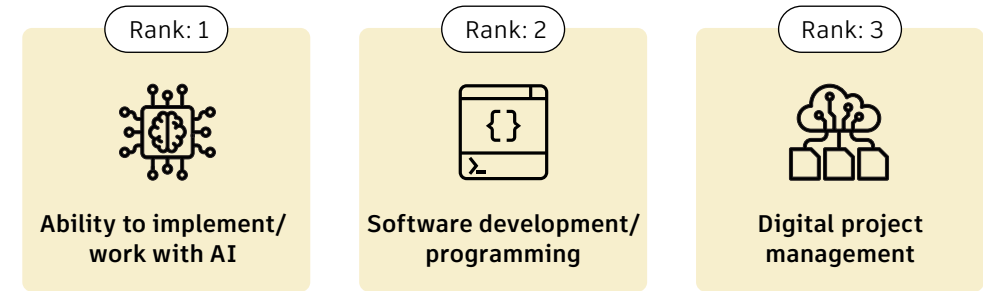 Rank: 1
Rank: 2
Rank: 3
{}
>_
Ability to implement/
work with AI
Software development/
programming
Digital project
management